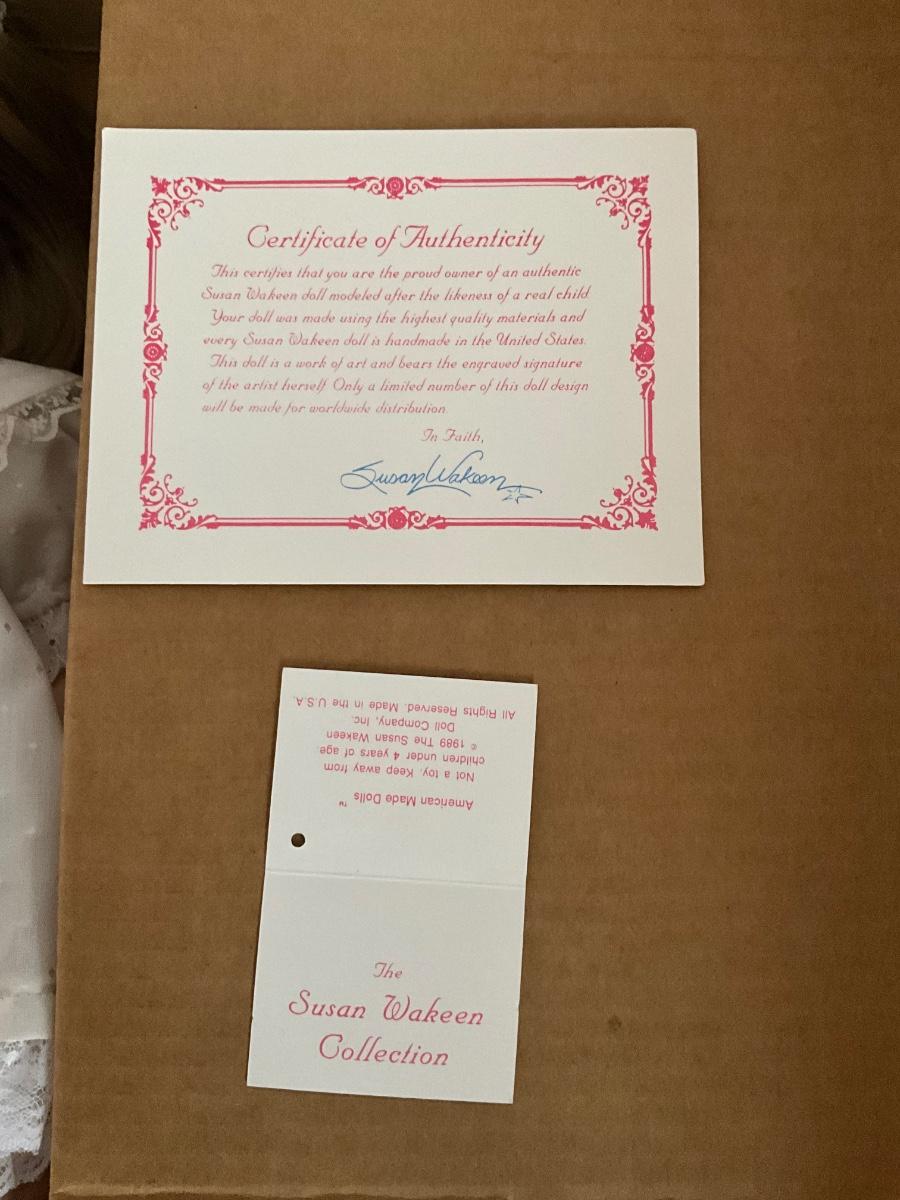 Certificate of Authenticity
This certifies that you are the proud owner of an authentic
Susan Wakeen doll modeled after the likeness of a real child.
Your doll was made using the highest quality materials and
every Susan Wakeen doll is handmade in the United States.
This doll is a work of art and bears the engraved signature
of the artist herself. Only a limited number of this doll design
will be made for worldwide distribution.
In Faith,
Susan Wakeen
American Made Dolls ™
Not a toy. Keep away from
children under 4 years of age.
© 1989 The Susan Wakeen
Doll Company, Inc.
All Rights Reserved. Made in the U.S.A.
The
Susan Wakeen
Collection